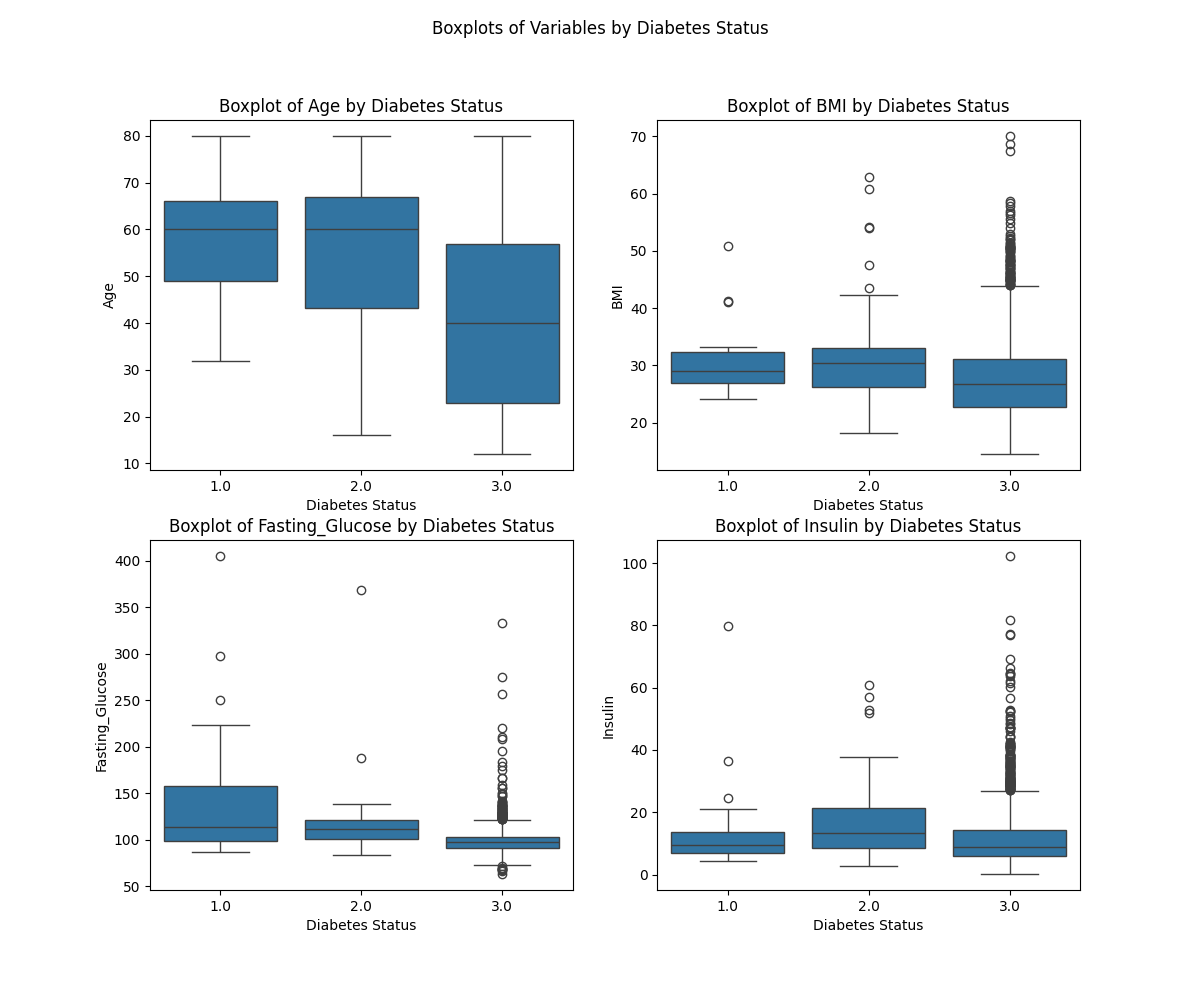 Boxplots of Variables by Diabetes Status
Boxplot of Age by Diabetes Status
Age
80
70
60
50
40
30
20
10
1.0 2.0 3.0
Diabetes Status
Boxplot of BMI by Diabetes Status
BMI
70
60
50
40
30
20
1.0 2.0 3.0
Diabetes Status
Boxplot of Fasting_Glucose by Diabetes Status
Fasting_Glucose
400
350
300
250
200
150
100
50
1.0 2.0 3.0
Diabetes Status
Boxplot of Insulin by Diabetes Status
Insulin
100
80
60
40
20
0
1.0 2.0 3.0
Diabetes Status